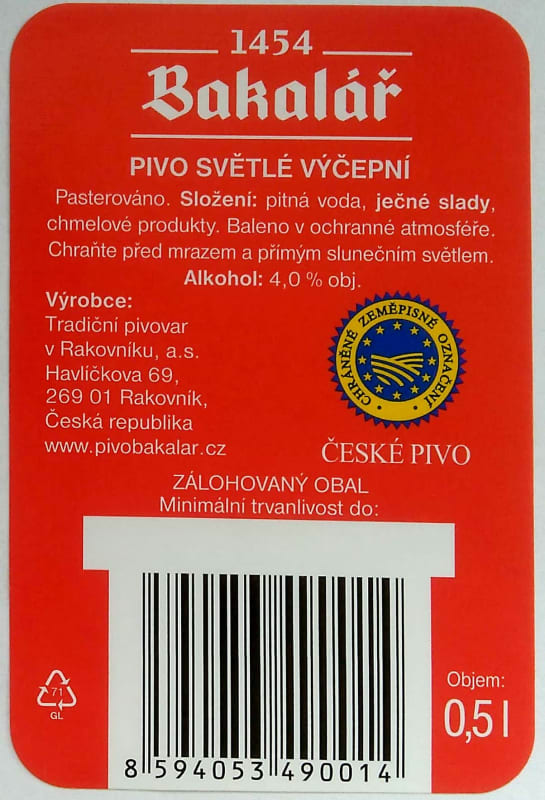 1454
Bakalář
PIVO SVĚTLÉ VÝČEPNÍ
Pasterováno. Složení: pitná voda, ječné slady,
chmelové produkty. Baleno v ochranné atmosféře.
Chraňte před mrazem a přímým slunečním světlem.
Alkohol: 4,0 % obj.
Výrobce:
Tradiční pivovar
v Rakovníku, a.s.
Havlíčkova 69,
269 01 Rakovník,
Česká republika
www.pivobakalar.cz
CHRÁNĚNÉ ZEMĚPISNÉ OZNAČENÍ
ČESKÉ PIVO
ZÁLOHOVANÝ OBAL
Minimální trvanlivost do:
71
GL
Objem:
0,5 l
8 594053 490014